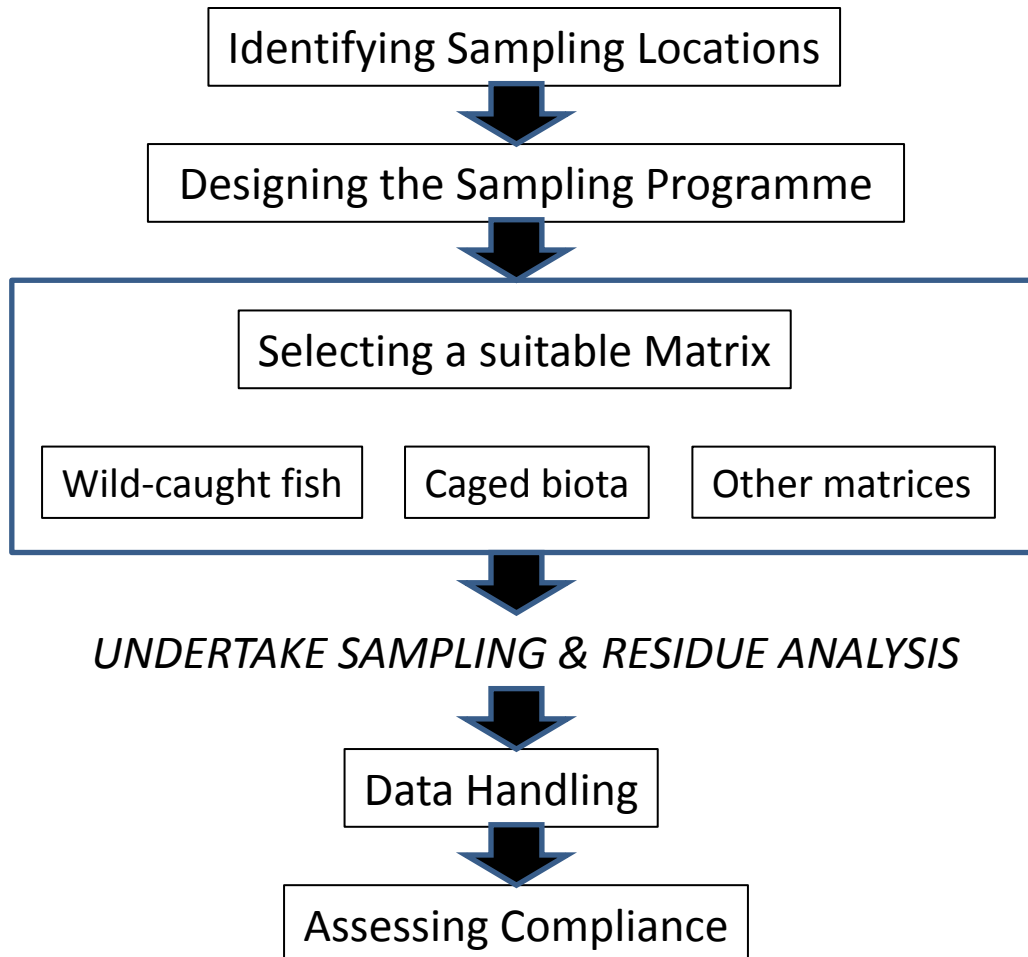 Identifying Sampling Locations
Designing the Sampling Programme
Selecting a suitable Matrix
Wild-caught fish
Caged biota
Other matrices
UNDERTAKE SAMPLING & RESIDUE ANALYSIS
Data Handling
Assessing Compliance